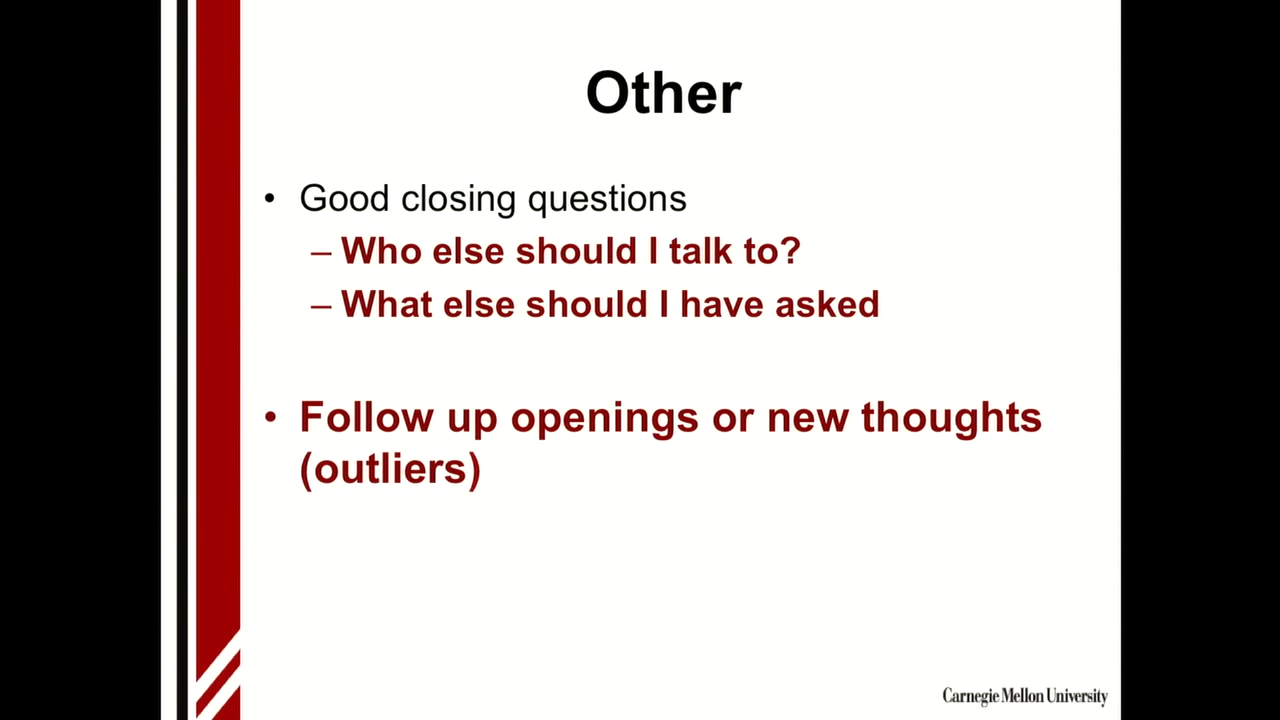 Other
• Good closing questions
– Who else should I talk to?
– What else should I have asked
• Follow up openings or new thoughts
(outliers)
Carnegie Mellon University